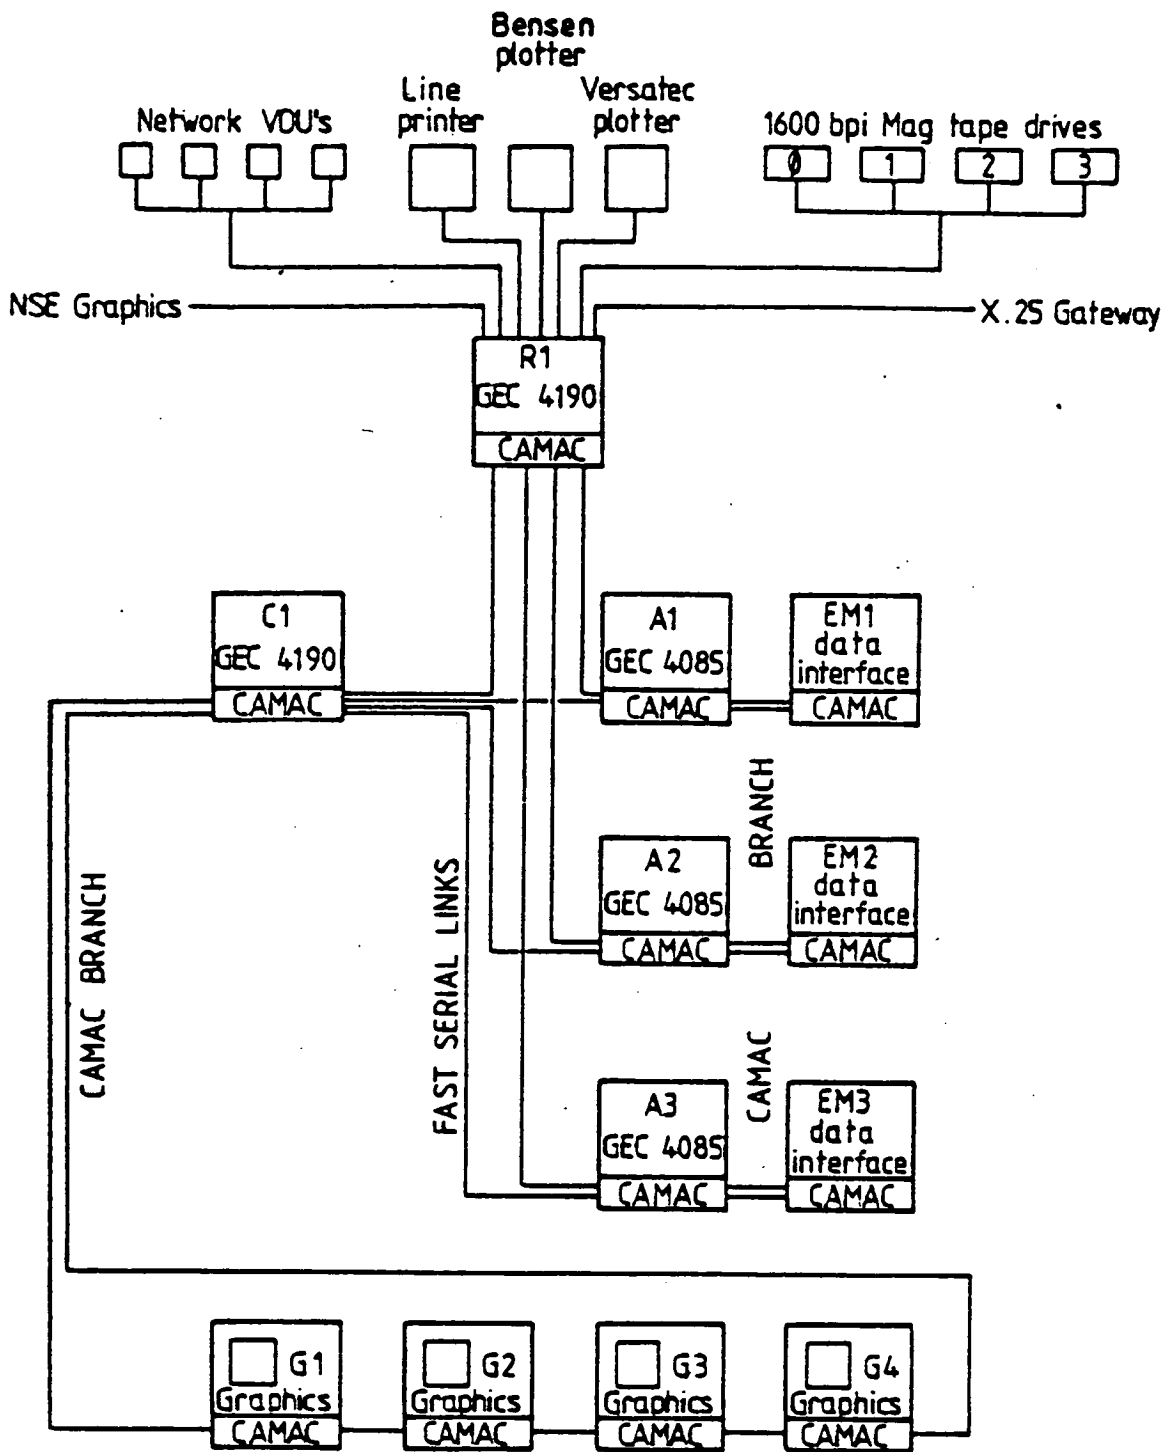 Bensen
plotter
Line
printer
Versatec
plotter
Network VDU's
1600 bpi Mag tape drives
0
1
2
3
NSE Graphics
X.25 Gateway
R1
GEC 4190
CAMAC
C1
GEC 4190
CAMAC
A1
GEC 4085
CAMAC
EM1
data
interface
CAMAC
CAMAC BRANCH
FAST SERIAL LINKS
CAMAC BRANCH
A2
GEC 4085
CAMAC
EM2
data
interface
CAMAC
A3
GEC 4085
CAMAC
EM3
data
interface
CAMAC
G1
Graphics
CAMAC
G2
Graphics
CAMAC
G3
Graphics
CAMAC
G4
Graphics
CAMAC